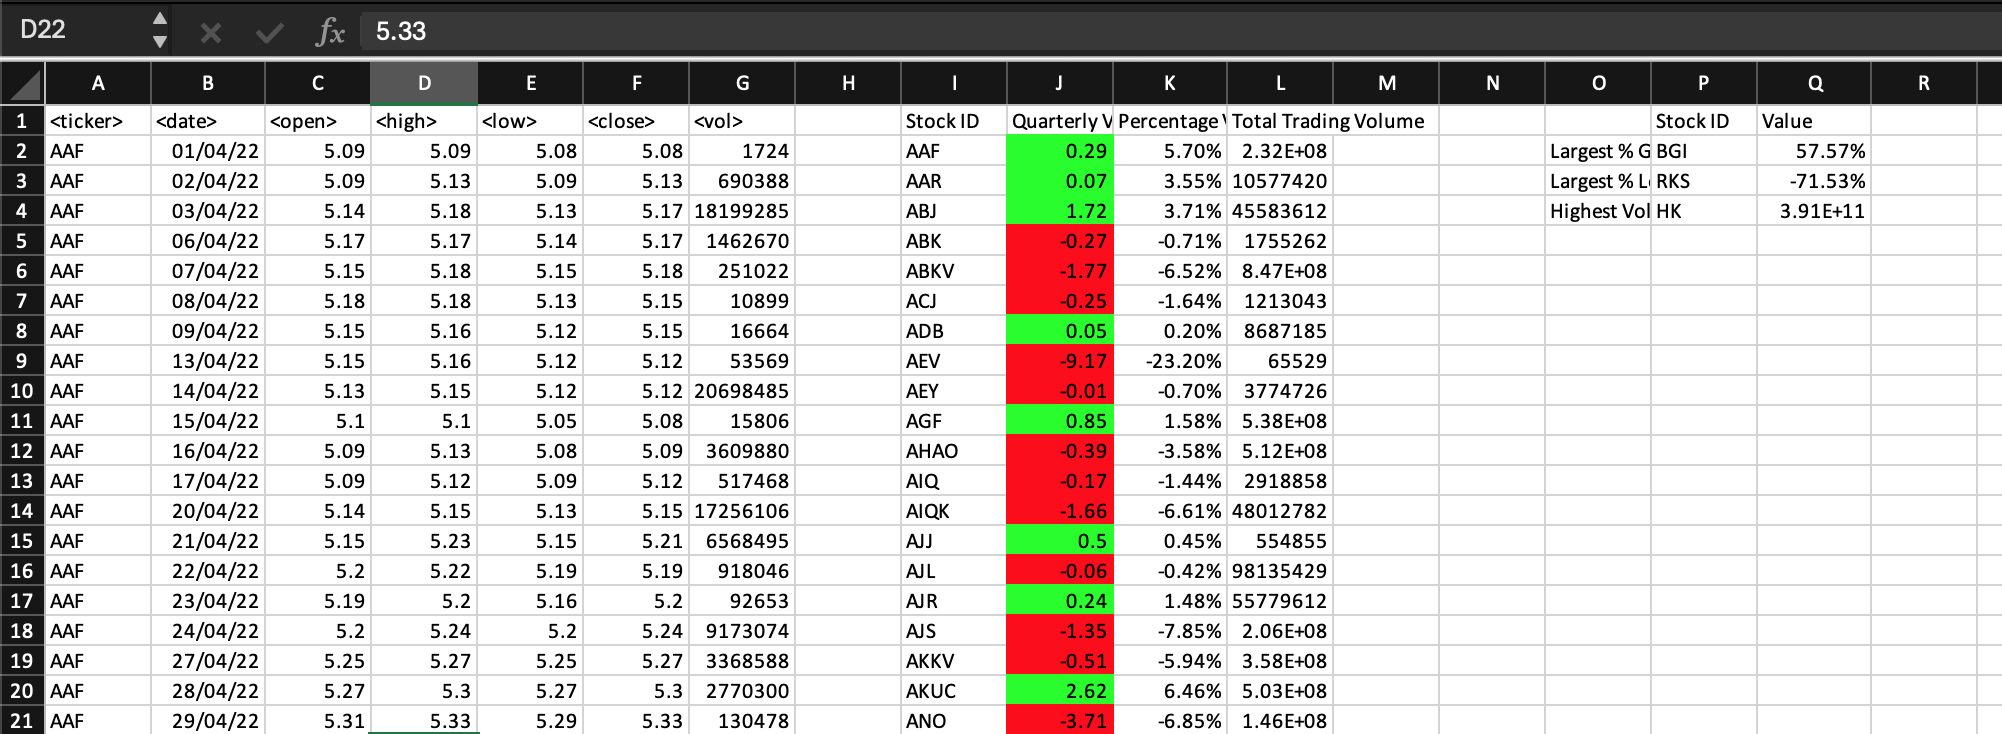 D22 fx 5.33
A B C D E F G H I J K L M N O P Q R
1 <ticker> <date> <open> <high> <low> <close> <vol> Stock ID Quarterly V Percentage Total Trading Volume Stock ID Value
2 AAF 01/04/22 5.09 5.09 5.08 5.08 1724 AAF 0.29 5.70% 2.32E+08 Largest % G BGI 57.57%
3 AAF 02/04/22 5.09 5.13 5.09 5.13 690388 AAR 0.07 3.55% 10577420 Largest % L RKS -71.53%
4 AAF 03/04/22 5.14 5.18 5.13 5.17 18199285 ABJ 1.72 3.71% 45583612 Highest Vol HK 3.91E+11
5 AAF 06/04/22 5.17 5.17 5.14 5.17 1462670 ABK -0.27 -0.71% 1755262
6 AAF 07/04/22 5.15 5.18 5.15 5.18 251022 ABKV -1.77 -6.52% 8.47E+08
7 AAF 08/04/22 5.18 5.18 5.13 5.15 10899 ACJ -0.25 -1.64% 1213043
8 AAF 09/04/22 5.15 5.16 5.12 5.15 16664 ADB 0.05 0.20% 8687185
9 AAF 13/04/22 5.15 5.16 5.12 5.12 53569 AEV -9.17 -23.20% 65529
10 AAF 14/04/22 5.13 5.15 5.12 5.12 20698485 AEY -0.01 -0.70% 3774726
11 AAF 15/04/22 5.1 5.1 5.05 5.08 15806 AGF 0.85 1.58% 5.38E+08
12 AAF 16/04/22 5.09 5.13 5.08 5.09 3609880 AHAO -0.39 -3.58% 5.12E+08
13 AAF 17/04/22 5.09 5.12 5.09 5.12 517468 AIQ -0.17 -1.44% 2918858
14 AAF 20/04/22 5.14 5.15 5.13 5.15 17256106 AIQK -1.66 -6.61% 48012782
15 AAF 21/04/22 5.15 5.23 5.15 5.21 6568495 AJJ 0.5 0.45% 554855
16 AAF 22/04/22 5.2 5.22 5.19 5.19 918046 AJL -0.06 -0.42% 98135429
17 AAF 23/04/22 5.19 5.2 5.16 5.2 92653 AJR 0.24 1.48% 55779612
18 AAF 24/04/22 5.2 5.24 5.2 5.24 9173074 AJS -1.35 -7.85% 2.06E+08
19 AAF 27/04/22 5.25 5.27 5.25 5.27 3368588 AKKV -0.51 -5.94% 3.58E+08
20 AAF 28/04/22 5.27 5.3 5.27 5.3 2770300 AKUC 2.62 6.46% 5.03E+08
21 AAF 29/04/22 5.31 5.33 5.29 5.33 130478 ANO -3.71 -6.85% 1.46E+08